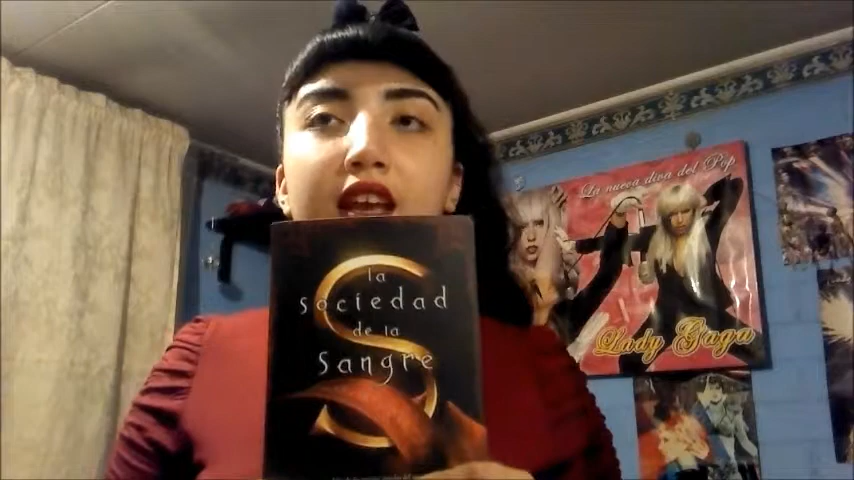 la
sociedad
de la
Sangre
La nueva diva del Pop
Lady Gaga